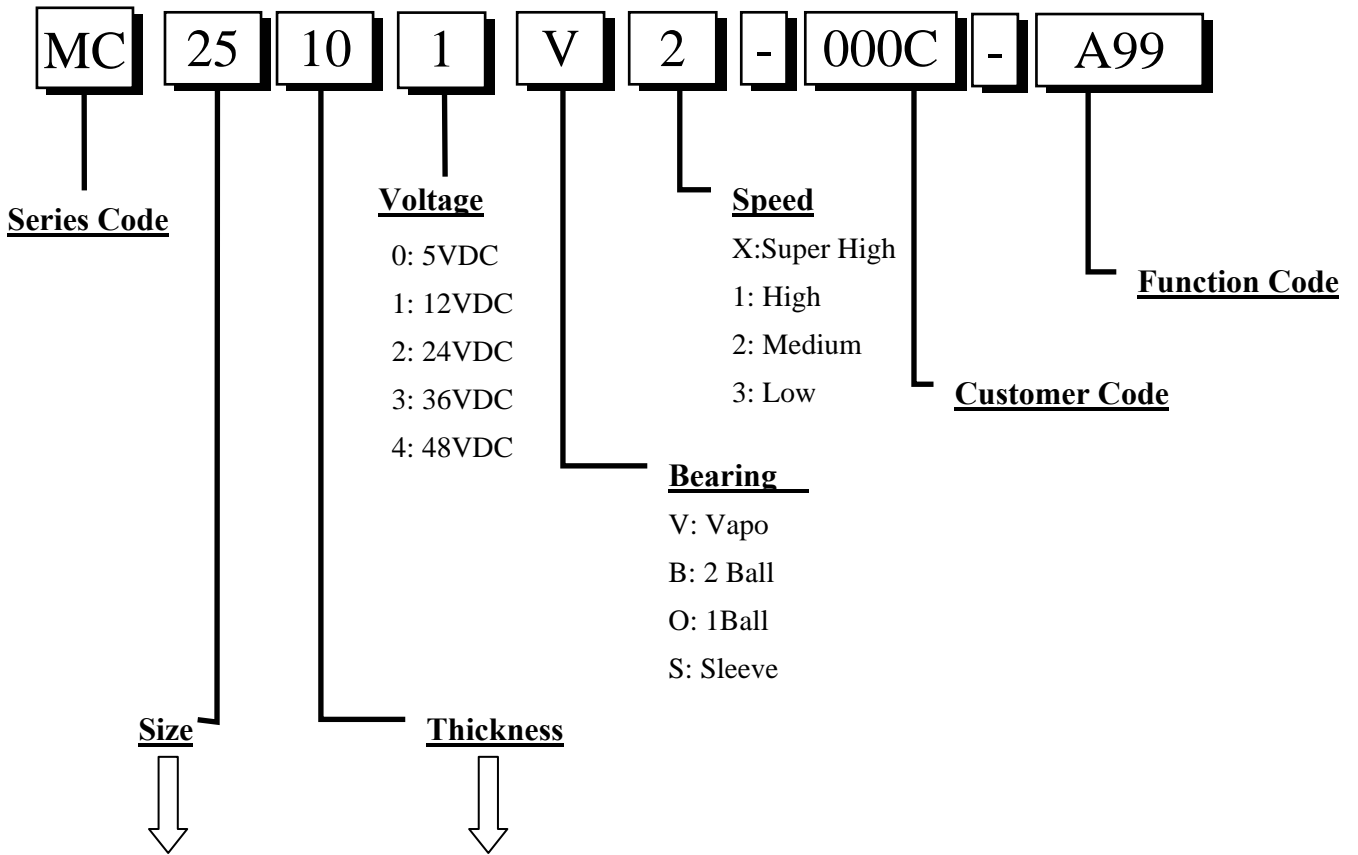 MC 25 10 1 V 2 - 000C - A99
Series Code
Voltage
0: 5VDC
1: 12VDC
2: 24VDC
3: 36VDC
4: 48VDC
Speed
X:Super High
1: High
2: Medium
3: Low
Function Code
Customer Code
Bearing
V: Vapo
B: 2 Ball
O: 1Ball
S: Sleeve
Size
Thickness